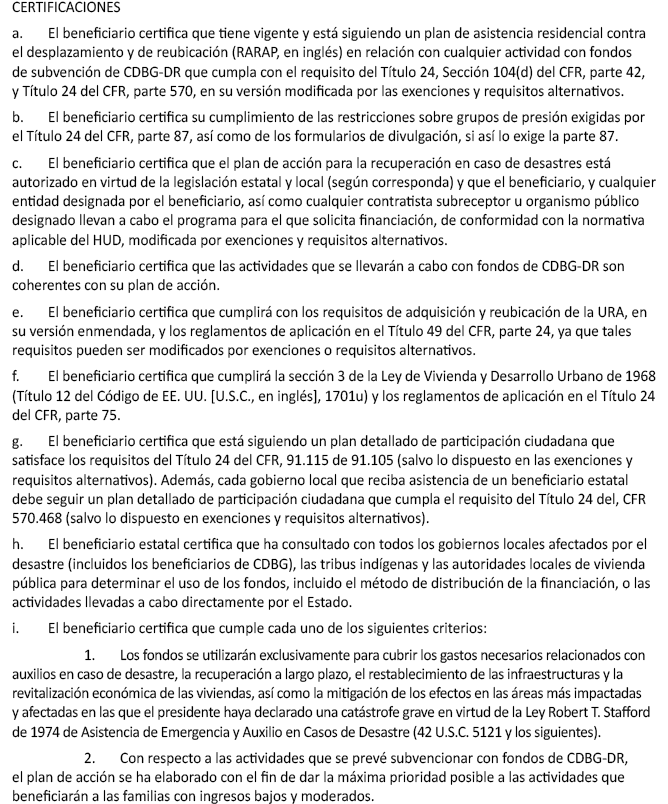 CERTIFICACIONES
a. El beneficiario certifica que tiene vigente y está siguiendo un plan de asistencia residencial contra
el desplazamiento y de reubicación (RARAP, en inglés) en relación con cualquier actividad con fondos
de subvención de CDBG-DR que cumpla con el requisito del Título 24, Sección 104(d) del CFR, parte 42,
y Título 24 del CFR, parte 570, en su versión modificada por las exenciones y requisitos alternativos.
b. El beneficiario certifica su cumplimiento de las restricciones sobre grupos de presión exigidas por
el Título 24 del CFR, parte 87, así como de los formularios de divulgación, si así lo exige la parte 87.
c. El beneficiario certifica que el plan de acción para la recuperación en caso de desastres está
autorizado en virtud de la legislación estatal y local (según corresponda) y que el beneficiario, y cualquier
entidad designada por el beneficiario, así como cualquier contratista subreceptor u organismo público
designado llevan a cabo el programa para el que solicita financiación, de conformidad con la normativa
aplicable del HUD, modificada por exenciones y requisitos alternativos.
d. El beneficiario certifica que las actividades que se llevarán a cabo con fondos de CDBG-DR son
coherentes con su plan de acción.
e. El beneficiario certifica que cumplirá con los requisitos de adquisición y reubicación de la URA, en
su versión enmendada, y los reglamentos de aplicación en el Título 49 del CFR, parte 24, ya que tales
requisitos pueden ser modificados por exenciones o requisitos alternativos.
f. El beneficiario certifica que cumplirá la sección 3 de la Ley de Vivienda y Desarrollo Urbano de 1968
(Título 12 del Código de EE. UU. [U.S.C., en inglés], 1701u) y los reglamentos de aplicación en el Título 24
del CFR, parte 75.
g. El beneficiario certifica que está siguiendo un plan detallado de participación ciudadana que
satisface los requisitos del Título 24 del CFR, 91.115 de 91.105 (salvo lo dispuesto en las exenciones y
requisitos alternativos). Además, cada gobierno local que reciba asistencia de un beneficiario estatal
debe seguir un plan detallado de participación ciudadana que cumpla el requisito del Título 24 del, CFR
570.468 (salvo lo dispuesto en exenciones y requisitos alternativos).
h. El beneficiario estatal certifica que ha consultado con todos los gobiernos locales afectados por el
desastre (incluidos los beneficiarios de CDBG), las tribus indígenas y las autoridades locales de vivienda
pública para determinar el uso de los fondos, incluido el método de distribución de la financiación, o las
actividades llevadas a cabo directamente por el Estado.
i. El beneficiario certifica que cumple cada uno de los siguientes criterios:
1. Los fondos se utilizarán exclusivamente para cubrir los gastos necesarios relacionados con
auxilios en caso de desastre, la recuperación a largo plazo, el restablecimiento de las infraestructuras y la
revitalización económica de las viviendas, así como la mitigación de los efectos en las áreas más impactadas
y afectadas en las que el presidente haya declarado una catástrofe grave en virtud de la Ley Robert T. Stafford
de 1974 de Asistencia de Emergencia y Auxilio en Casos de Desastre (42 U.S.C. 5121 y los siguientes).
2. Con respecto a las actividades que se prevé subvencionar con fondos de CDBG-DR,
el plan de acción se ha elaborado con el fin de dar la máxima prioridad posible a las actividades que
beneficiarán a las familias con ingresos bajos y moderados.